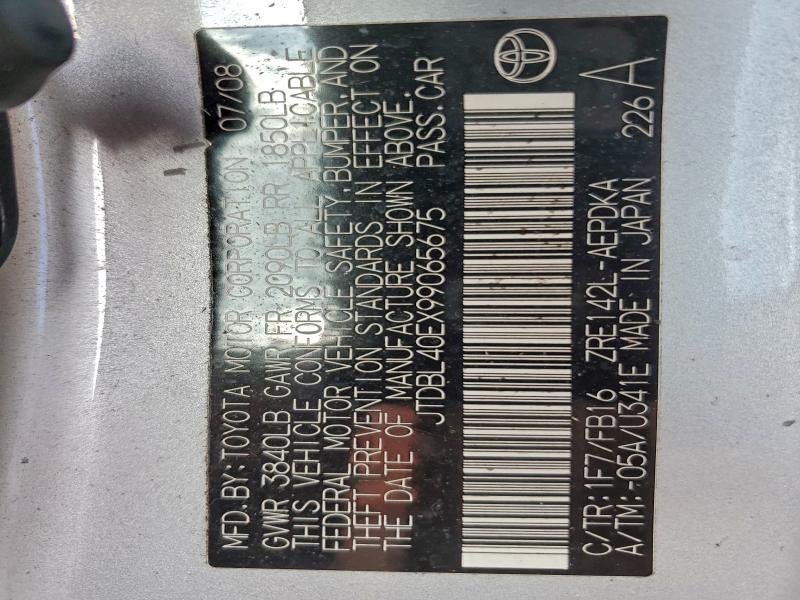 MFD.BY:TOYOTA MOTOR CORPORATION 07/08
GVWR 3840LB GAWR FR 2090LB RR 1850LB
THIS VEHICLE CONFORMS TO ALL APPLICABLE
FEDERAL MOTOR VEHICLE SAFETY,BUMPER,AND
THEFT PREVENTION STANDARDS IN EFFECT ON
THE DATE OF MANUFACTURE SHOWN ABOVE.
JTDBL40EX99065675 PASS.CAR
C/TR:1F7/FB16 ZRE142L-AEPDKA
A/TM:-05A/U341E MADE IN JAPAN 226 A